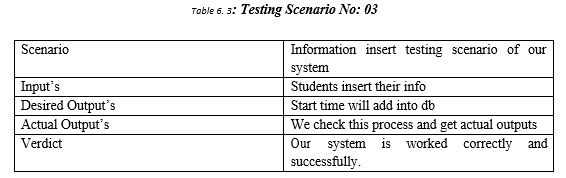 Table 6. 3: Testing Scenario No: 03
Scenario
Information insert testing scenario of our
system
Input's
Students insert their info
Desired Output's
Start time will add into db
Actual Output's
We check this process and get actual outputs
Verdict
Our system is worked correctly and
successfully.